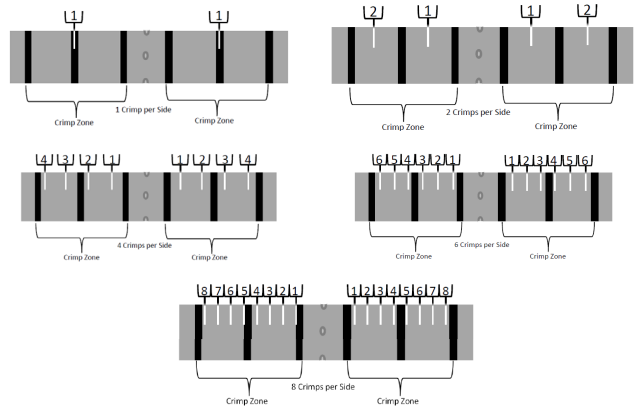 1 1
1 Crimp per Side
Crimp Zone Crimp Zone
2 1 1 2
2 Crimps per Side
Crimp Zone Crimp Zone
4 3 2 1 1 2 3 4
4 Crimps per Side
Crimp Zone Crimp Zone
6 5 4 3 2 1 1 2 3 4 5 6
6 Crimps per Side
Crimp Zone Crimp Zone
8 7 6 5 4 3 2 1 1 2 3 4 5 6 7 8
8 Crimps per Side
Crimp Zone Crimp Zone